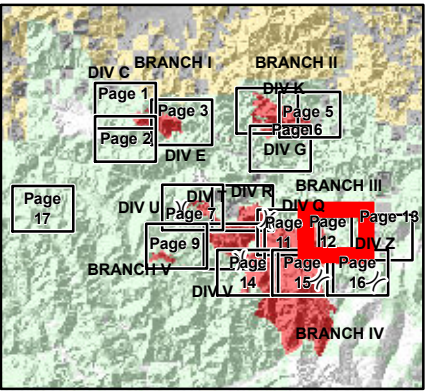 BRANCH I
BRANCH II
DIV C
DIV K
Page 1
Page 3
Page 5
Page 2
Page 6
DIV E
DIV G
BRANCH III
Page
17
DIV U
DIV T
DIV R
DIV Q
Page 7
Page
11
Page
12
Page 13
Page 9
DIV Z
BRANCH V
Page
14
Page
15
Page
16
DIV V
BRANCH IV